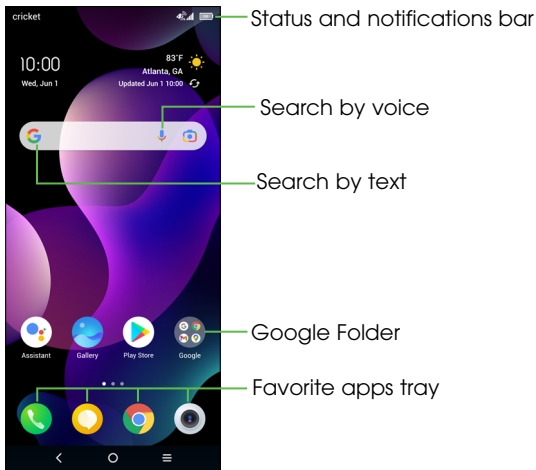 cricket
4G
Status and notifications bar
10:00
Wed, Jun 1
83°F
Atlanta, GA
Updated Jun 1 10:00
Search by voice
Search by text
Assistant
Gallery
Play Store
Google
Google Folder
Favorite apps tray